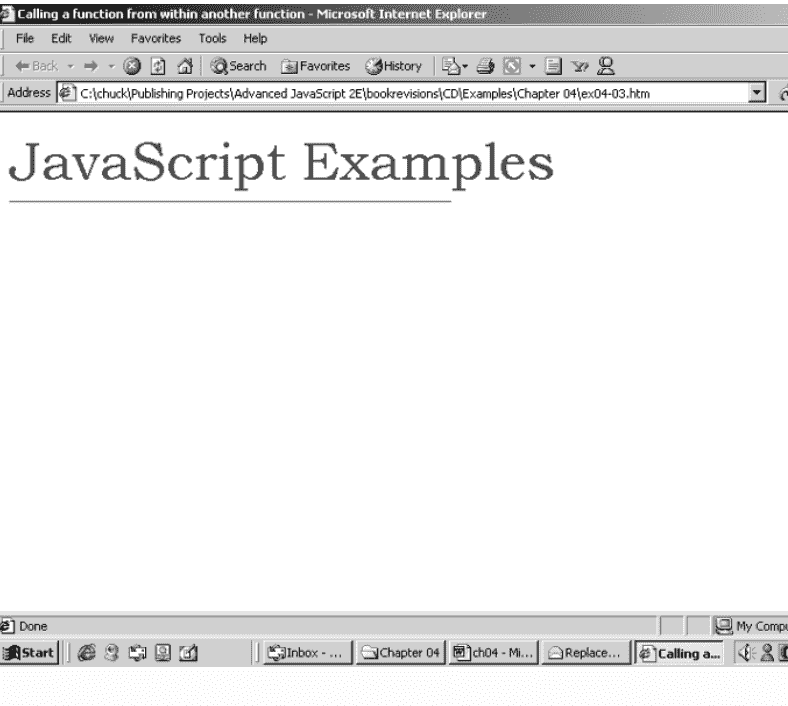 Calling a function from within another function - Microsoft Internet Explorer
File Edit View Favorites Tools Help
Back Search Favorites History
Address C:\chuck\Publishing Projects\Advanced JavaScript 2E\bookrevisions\CD\Examples\Chapter 04\ex04-03.htm
JavaScript Examples
Done My Compu
Start Inbox - ... Chapter 04 ch04 - Mi... Replace... Calling a...